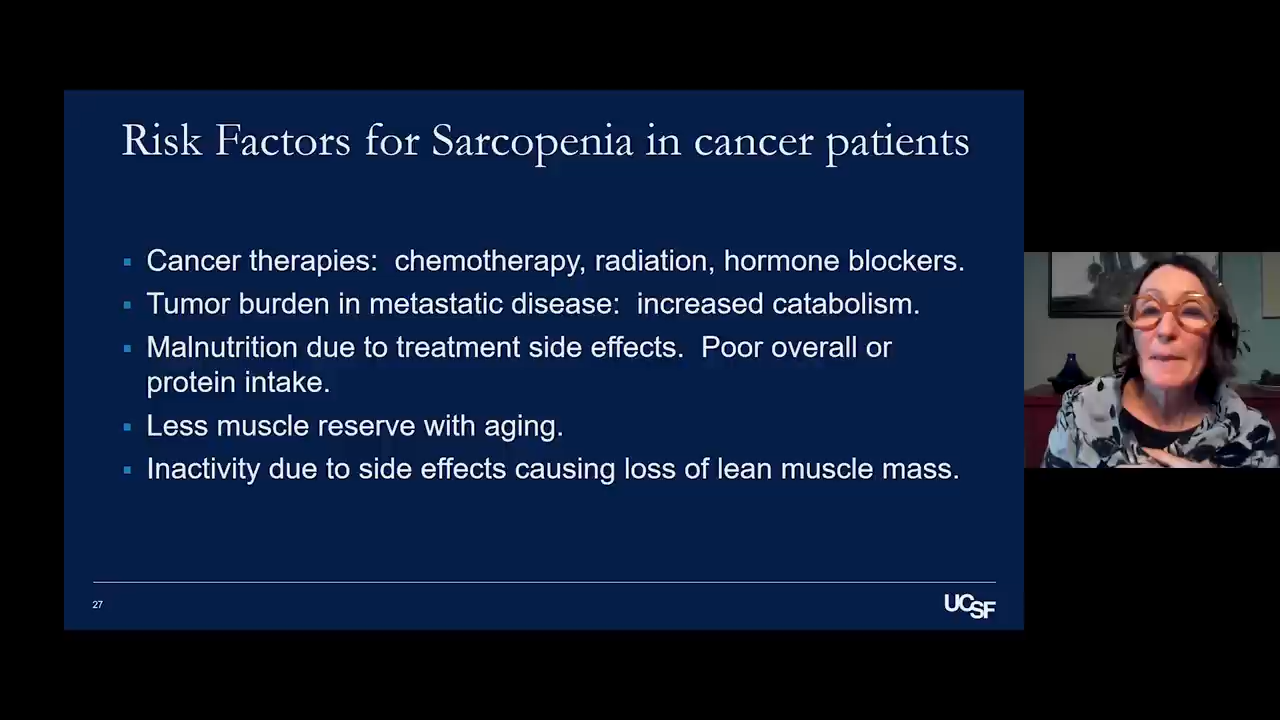 Risk Factors for Sarcopenia in cancer patients
Cancer therapies: chemotherapy, radiation, hormone blockers.
Tumor burden in metastatic disease: increased catabolism.
Malnutrition due to treatment side effects. Poor overall or
protein intake.
Less muscle reserve with aging.
Inactivity due to side effects causing loss of lean muscle mass.
27
UCSF